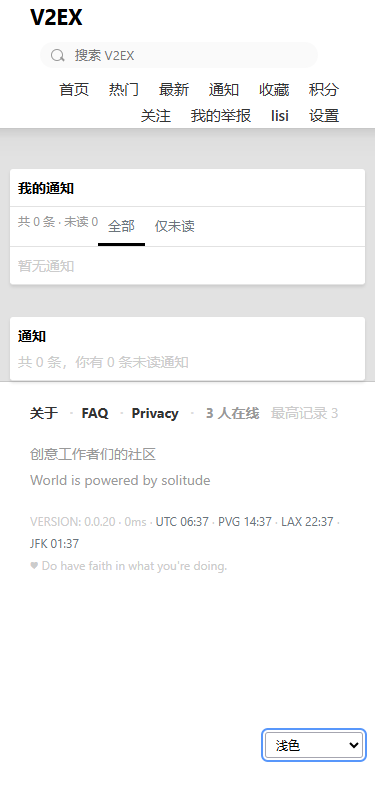 V2EX
搜索 V2EX
首页 热门 最新 通知 收藏 积分
关注 我的举报 lisi 设置
我的通知
共 0 条 · 未读 0 全部 仅未读
暂无通知
通知
共 0 条，你有 0 条未读通知
关于 · FAQ · Privacy · 3 人在线 最高记录 3
创意工作者们的社区
World is powered by solitude
VERSION: 0.0.20 · 0ms · UTC 06:37 · PVG 14:37 · LAX 22:37 ·
JFK 01:37
♥ Do have faith in what you're doing.
浅色